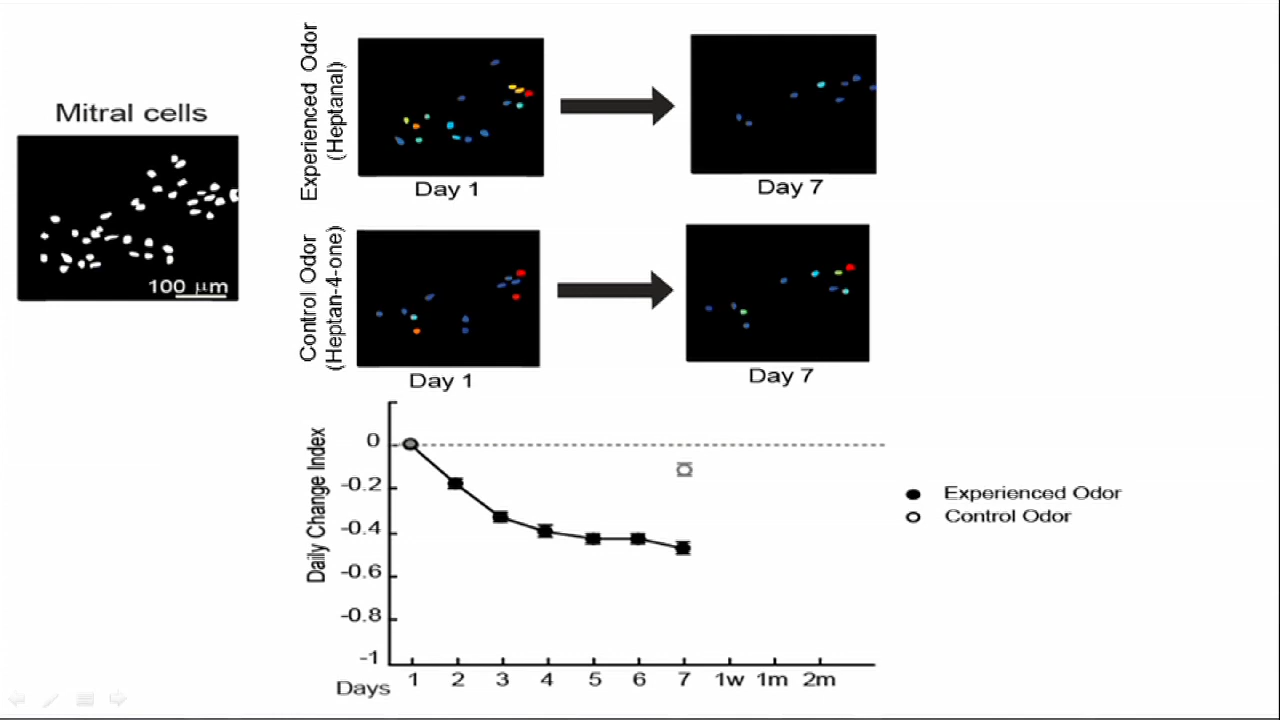 Mitral cells
100 μm
Experienced Odor
(Heptanal)
Day 1
Day 7
Control Odor
(Heptan-4-one)
Day 1
Day 7
Daily Change Index
0
-0.2
-0.4
-0.6
-0.8
-1
Days
1 2 3 4 5 6 7 1w 1m 2m
Experienced Odor
Control Odor